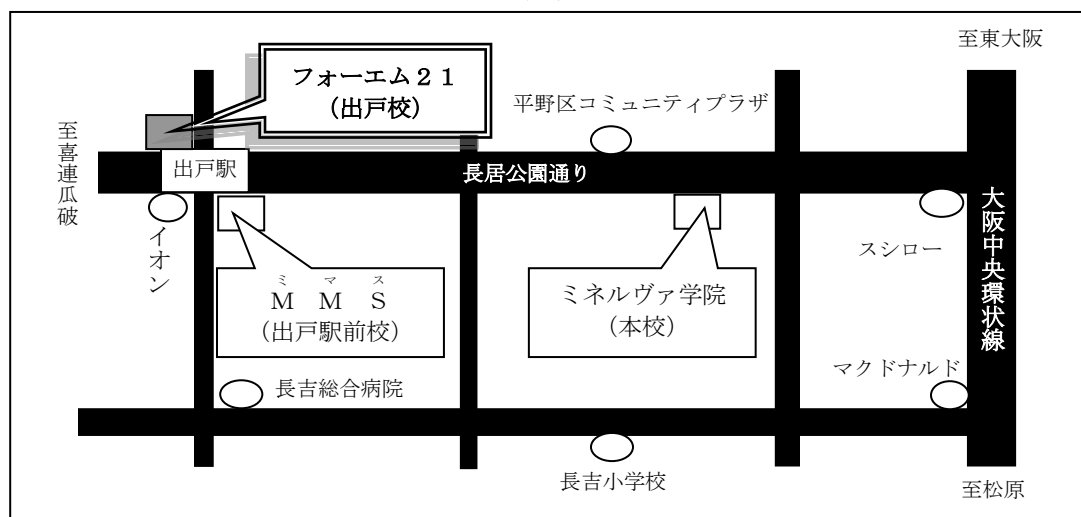 至東大阪
フォーエム２１
（出戸校）
平野区コミュニティプラザ
至喜連瓜破
出戸駅
長居公園通り
イオン
大阪中央環状線
スシロー
ミ マ ス
Ｍ Ｍ Ｓ
（出戸駅前校）
ミネルヴァ学院
（本校）
マクドナルド
長吉総合病院
長吉小学校
至松原